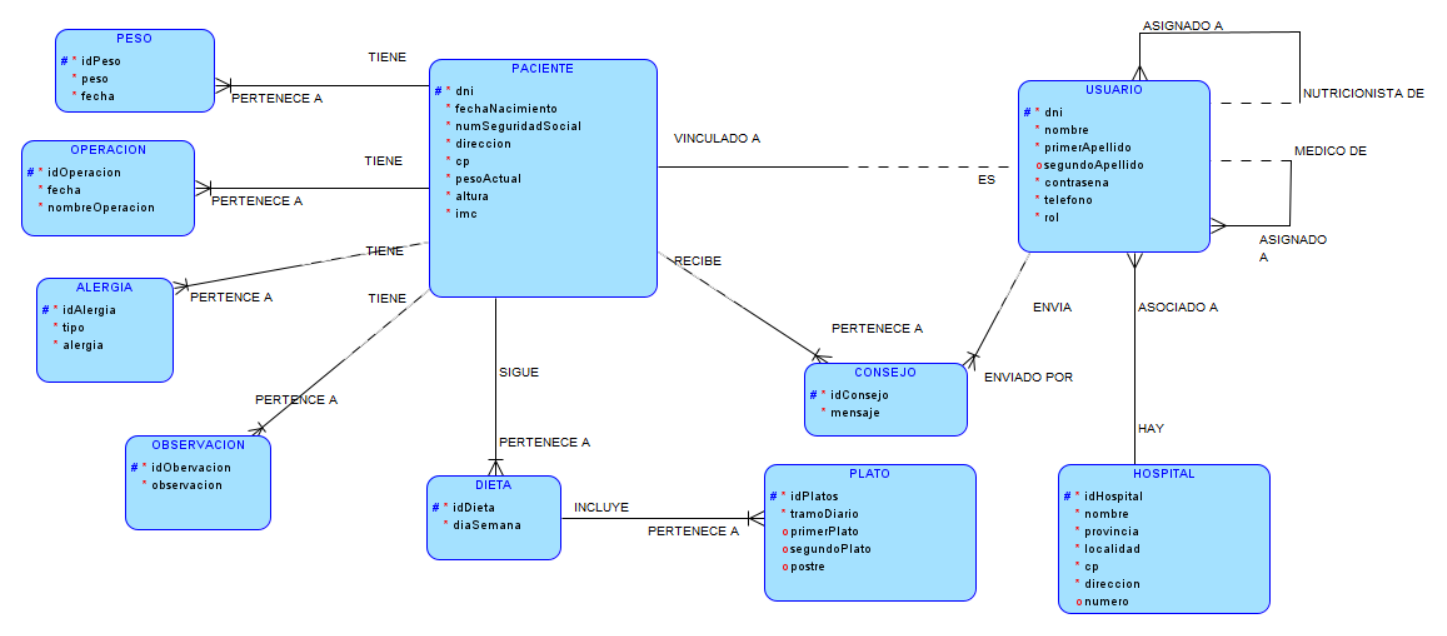 ASIGNADO A
PESO
# * idPeso
* peso
* fecha
TIENE
PERTENECE A
PACIENTE
# * dni
* fechaNacimiento
* numSeguridadSocial
* direccion
* cp
* pesoActual
* altura
* imc
USUARIO
# * dni
* nombre
* primerApellido
o segundoApellido
* contrasena
* telefono
* rol
NUTRICIONISTA DE
MEDICO DE
ASIGNADO
A
VINCULADO A
ES
OPERACION
# * idOperacion
* fecha
* nombreOperacion
TIENE
PERTENECE A
ALERGIA
# * idAlergia
* tipo
* alergia
TIENE
PERTENCE A
TIENE
PERTENCE A
RECIBE
PERTENECE A
ENVIA
ENVIADO POR
ASOCIADO A
HAY
CONSEJO
# * idConsejo
* mensaje
SIGUE
PERTENECE A
OBSERVACION
# * idObervacion
* observacion
DIETA
# * idDieta
* diaSemana
INCLUYE
PERTENECE A
PLATO
# * idPlatos
* tramoDiario
o primerPlato
o segundoPlato
o postre
HOSPITAL
# * idHospital
* nombre
* provincia
* localidad
* cp
* direccion
o numero